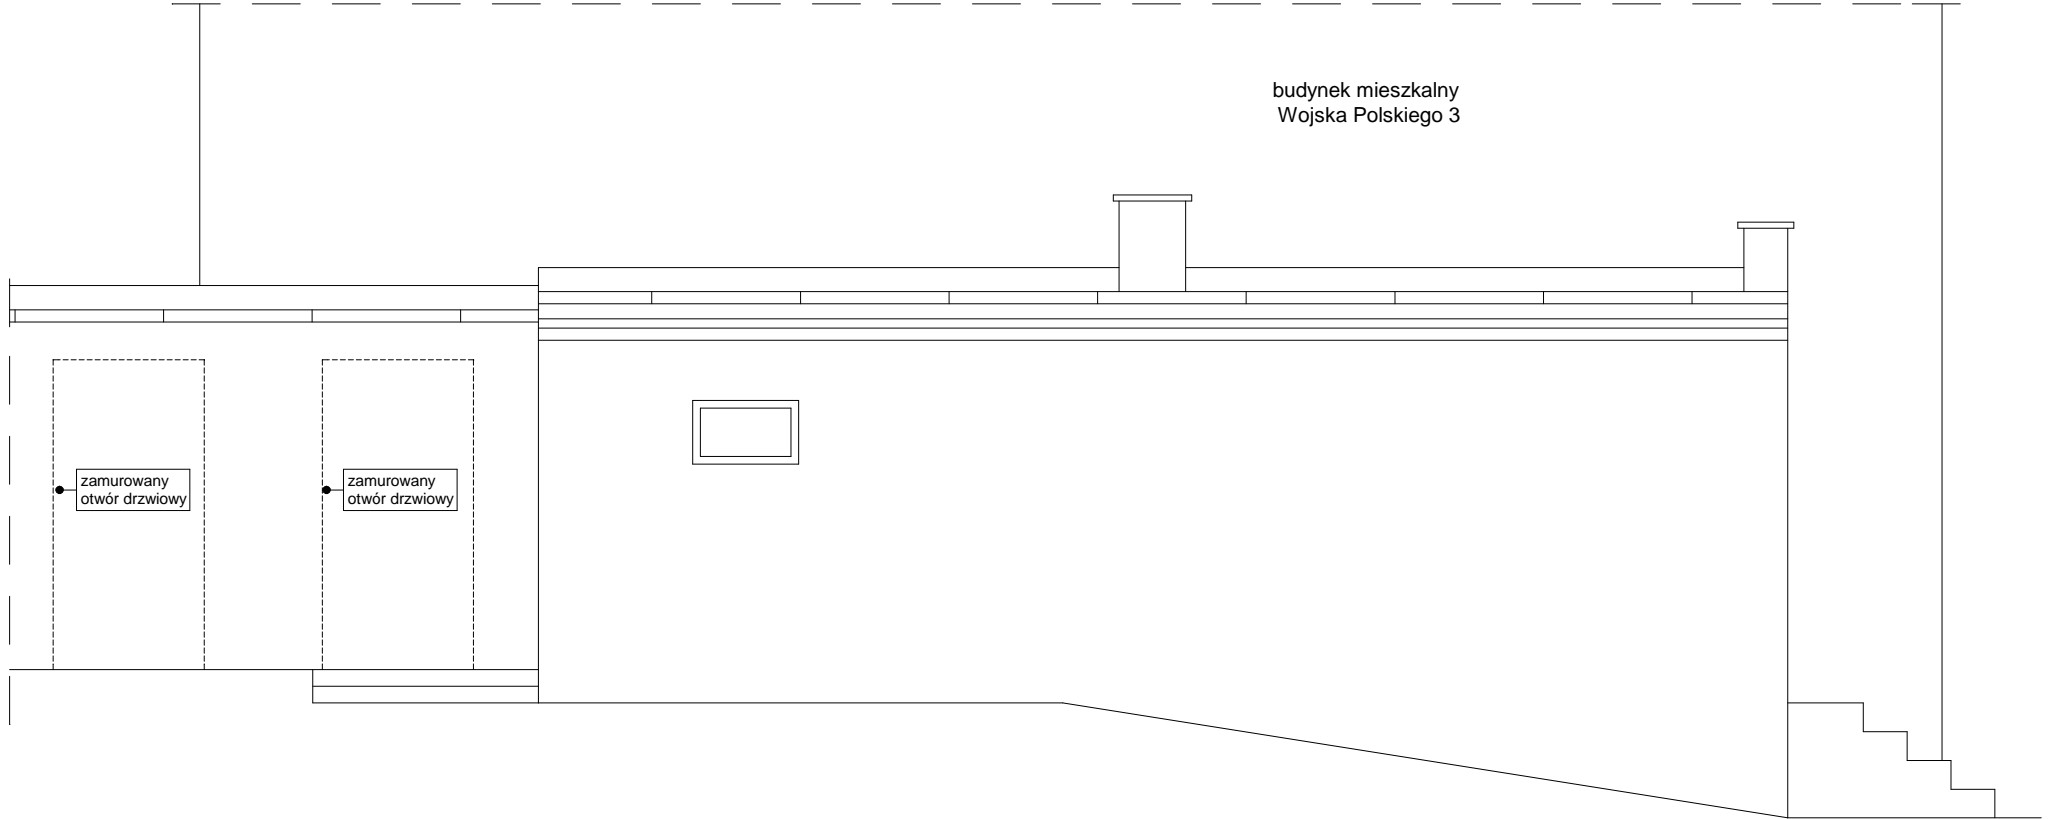 budynek mieszkalny
Wojska Polskiego 3
zamurowany
otwór drzwiowy
zamurowany
otwór drzwiowy